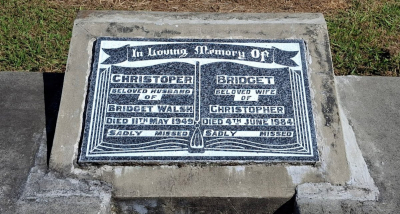 In Loving Memory Of
CHRISTOPER
BELOVED HUSBAND
OF
BRIDGET WALSH
DIED 11TH MAY 1949
SADLY MISSED
BRIDGET
BELOVED WIFE
OF
CHRISTOPHER
DIED 4TH JUNE 1984
SADLY MISSED